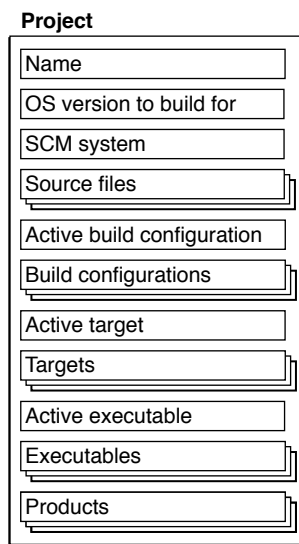 Project
Name
OS version to build for
SCM system
Source files
Active build configuration
Build configurations
Active target
Targets
Active executable
Executables
Products